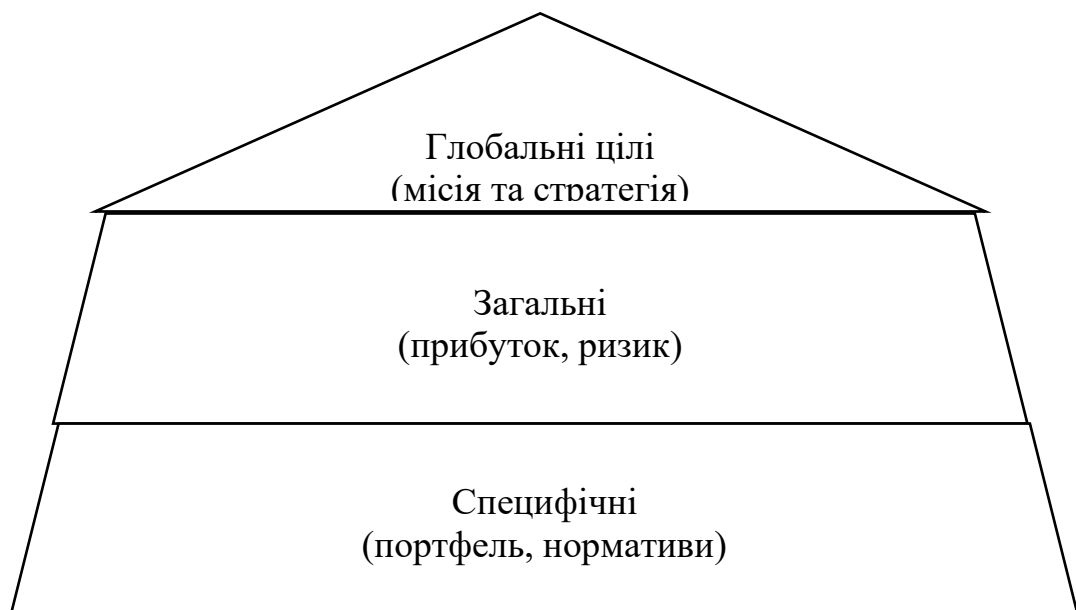 Глобальні цілі
(місія та стратегія)
Загальні
(прибуток, ризик)
Специфічні
(портфель, нормативи)